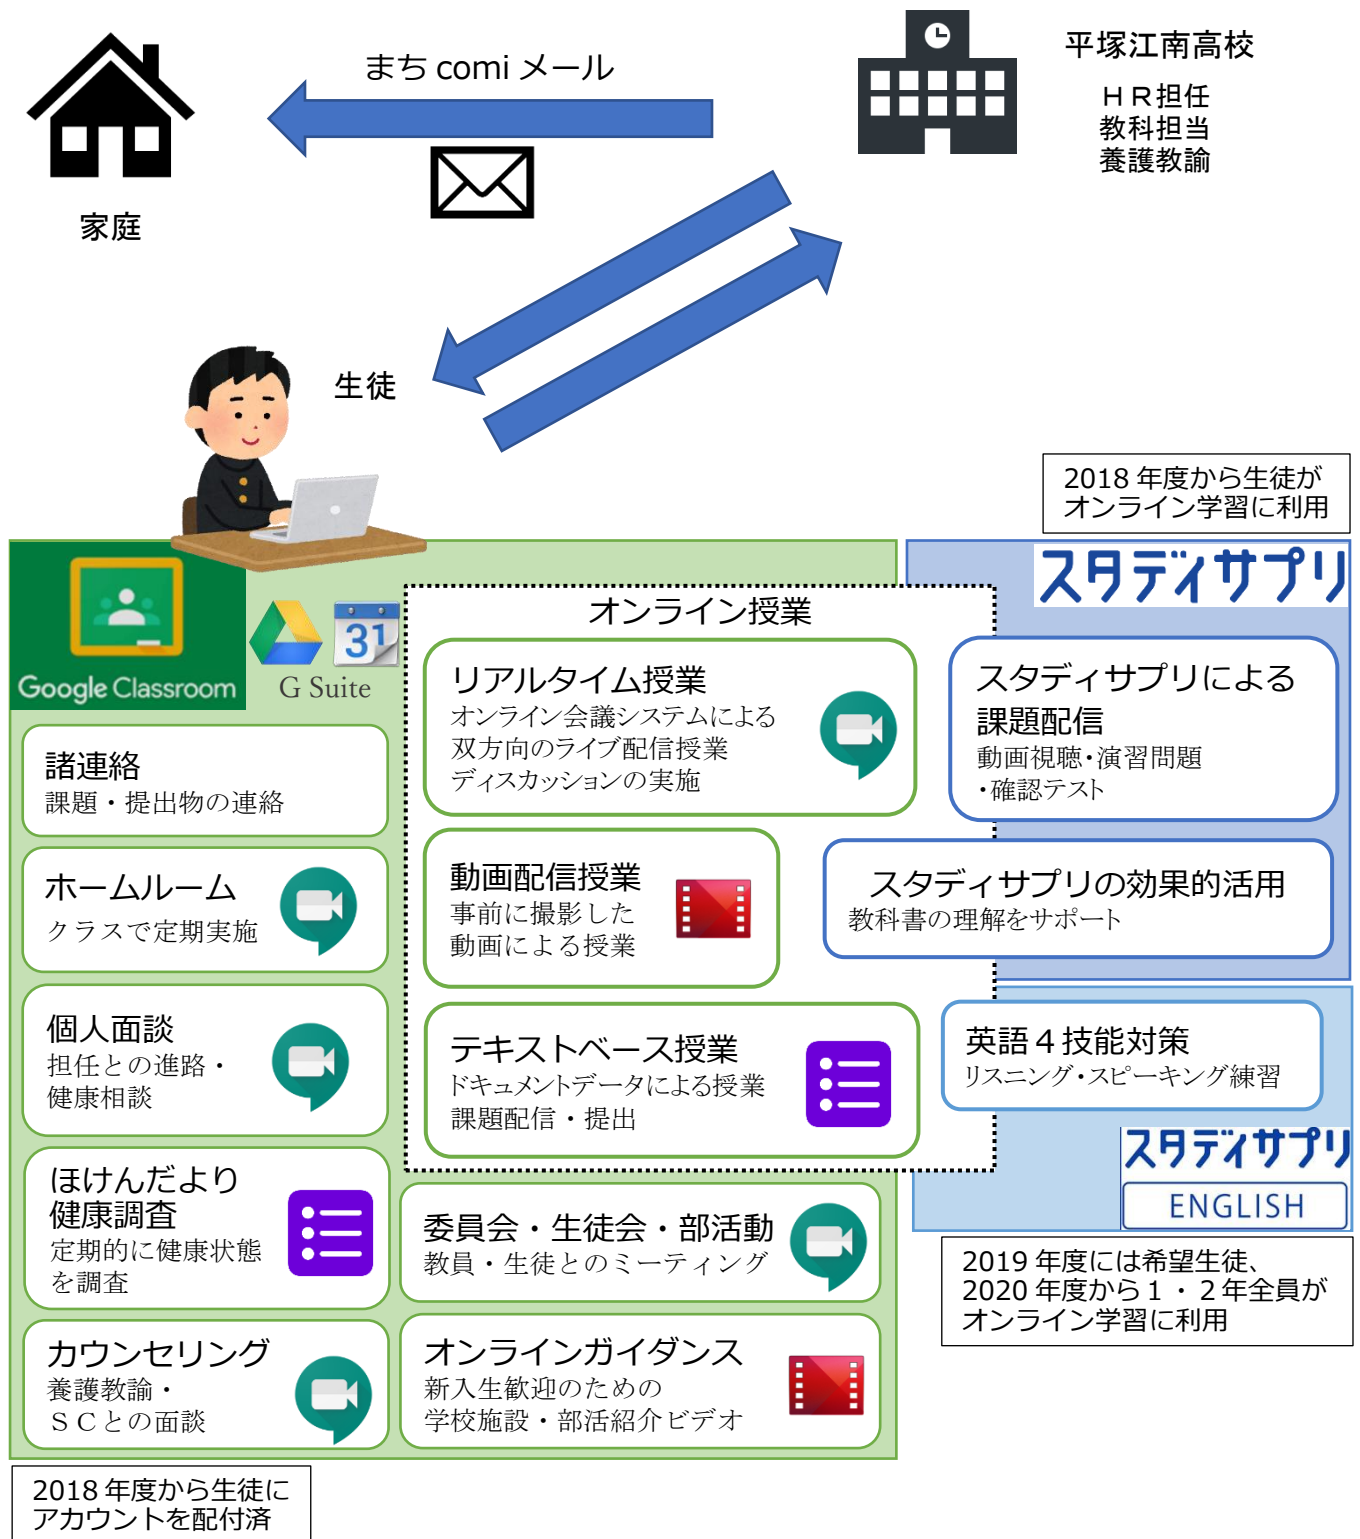 まち comi メール
平塚江南高校
ＨＲ担任
教科担当
養護教諭
家庭
生徒
2018 年度から生徒が
オンライン学習に利用
スタディサプリ
Google Classroom
31
G Suite
オンライン授業
リアルタイム授業
オンライン会議システムによる
双方向のライブ配信授業
ディスカッションの実施
スタディサプリによる
課題配信
動画視聴・演習問題
・確認テスト
諸連絡
課題・提出物の連絡
ホームルーム
クラスで定期実施
動画配信授業
事前に撮影した
動画による授業
スタディサプリの効果的活用
教科書の理解をサポート
個人面談
担任との進路・
健康相談
テキストベース授業
ドキュメントデータによる授業
課題配信・提出
英語４技能対策
リスニング・スピーキング練習
スタディサプリ
ENGLISH
ほけんだより
健康調査
定期的に健康状態
を調査
委員会・生徒会・部活動
教員・生徒とのミーティング
2019 年度には希望生徒、
2020 年度から１・２年全員が
オンライン学習に利用
カウンセリング
養護教諭・
ＳＣとの面談
オンラインガイダンス
新入生歓迎のための
学校施設・部活紹介ビデオ
2018 年度から生徒に
アカウントを配付済